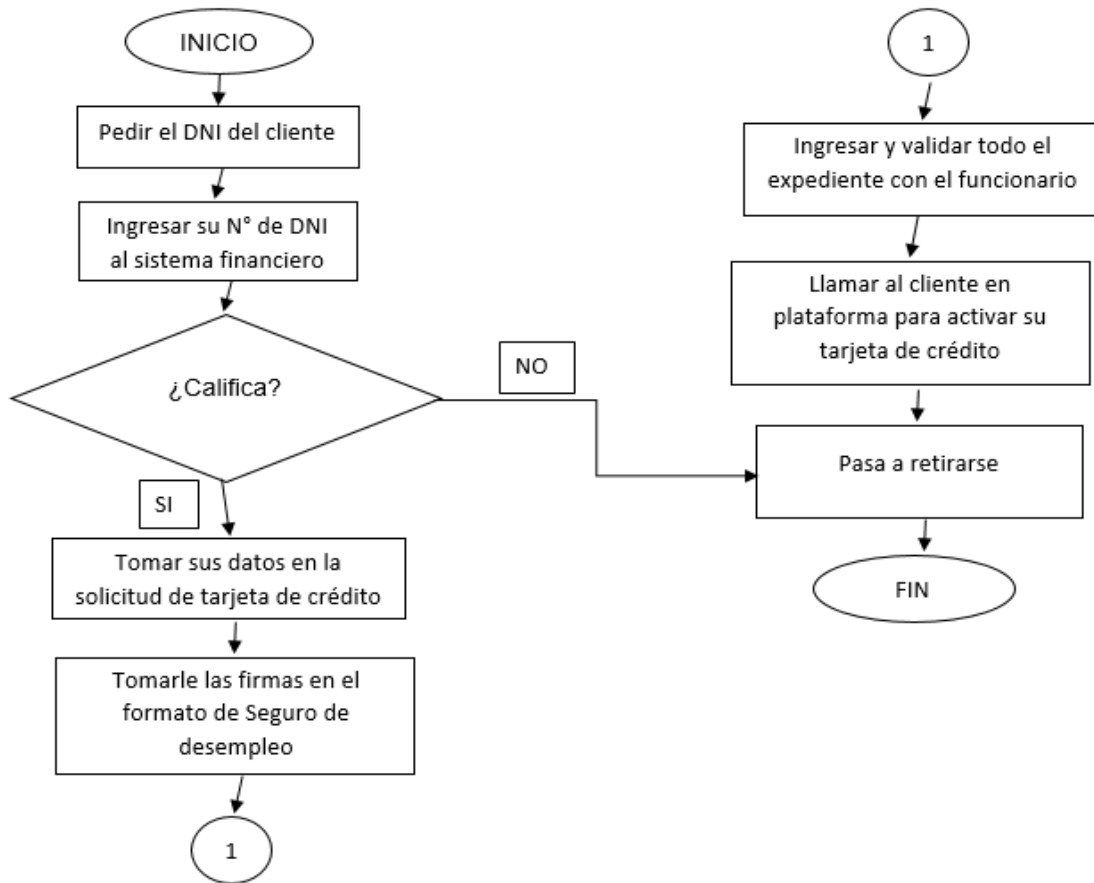 INICIO
Pedir el DNI del cliente
Ingresar su N° de DNI
al sistema financiero
¿Califica?
NO
SI
Tomar sus datos en la
solicitud de tarjeta de crédito
Tomarle las firmas en el
formato de Seguro de
desempleo
1
1
Ingresar y validar todo el
expediente con el funcionario
Llamar al cliente en
plataforma para activar su
tarjeta de crédito
Pasa a retirarse
FIN